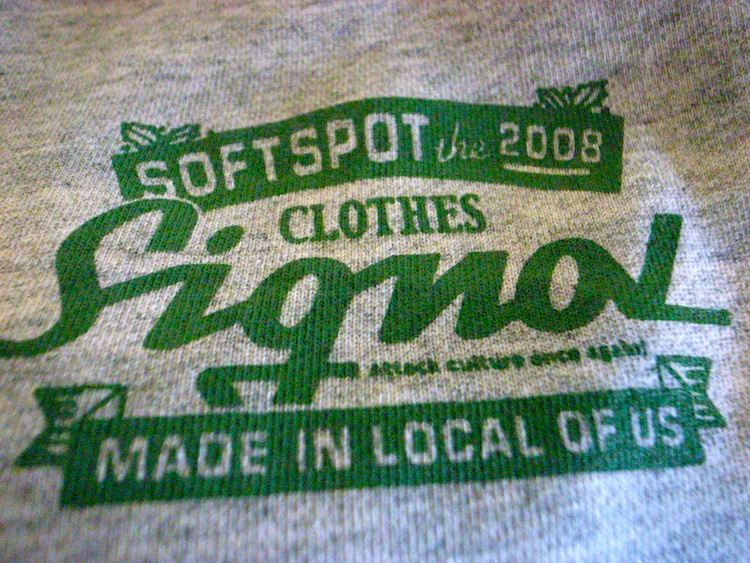 SOFTSPOT the 2008
CLOTHES
Signal
attack culture once again!
MADE IN LOCAL OF US